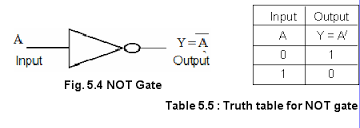 A
Input
Y = A̅
Output
Fig. 5.4 NOT Gate
Input Output
A Y = A'
0 1
1 0
Table 5.5 : Truth table for NOT gate